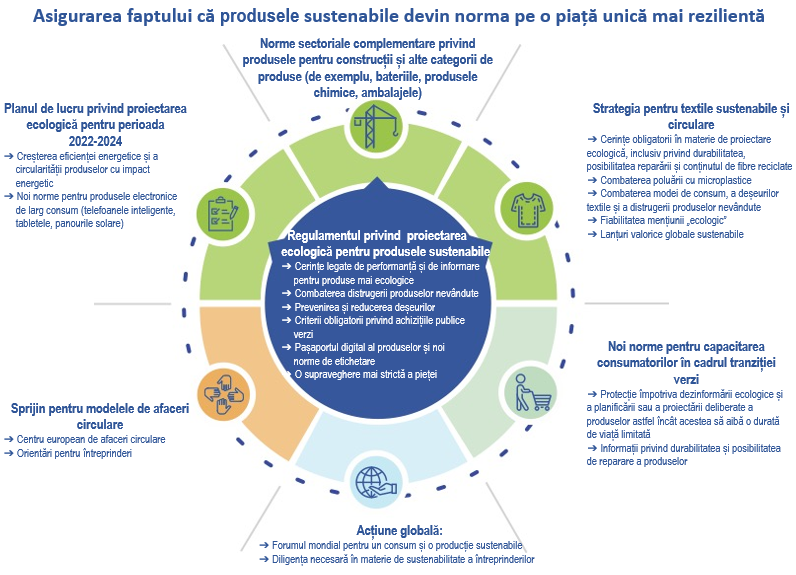 Asigurarea faptului că produsele sustenabile devin norma pe o piață unică mai rezilientă
Norme sectoriale complementare privind
produsele pentru construcții și alte categorii de
produse (de exemplu, bateriile, produsele
chimice, ambalajele)
Planul de lucru privind proiectarea
ecologică pentru perioada
2022-2024
➔ Creșterea eficienței energetice și a
circularității produselor cu impact
energetic
➔ Noi norme pentru produsele electronice
de larg consum (telefoanele inteligente,
tabletele, panourile solare)
Strategia pentru textile sustenabile și
circulare
➔ Cerințe obligatorii în materie de proiectare
ecologică, inclusiv privind durabilitatea,
posibilitatea reparării și conținutul de fibre reciclate
➔ Combaterea poluării cu microplastice
➔ Combaterea modei de consum, a deșeurilor
textile și a distrugerii produselor nevândute
➔ Fiabilitatea mențiunii „ecologic”
➔ Lanțuri valorice globale sustenabile
Regulamentul privind proiectarea
ecologică pentru produsele sustenabile
➔ Cerințe legate de performanță și de informare
pentru produse mai ecologice
➔ Combaterea distrugerii produselor nevândute
➔ Prevenirea și reducerea deșeurilor
➔ Criterii obligatorii privind achizițiile publice
verzi
➔ Pașaportul digital al produselor și noi
norme de etichetare
➔ O supraveghere mai strictă a pieței
Noi norme pentru capacitarea
consumatorilor în cadrul tranziției
verzi
➔ Protecție împotriva dezinformării ecologice și
a planificării sau a proiectării deliberate a
produselor astfel încât acestea să aibă o durată
de viață limitată
➔ Informații privind durabilitatea și posibilitatea
de reparare a produselor
Sprijin pentru modelele de afaceri
circulare
➔ Centru european de afaceri circulare
➔ Orientări pentru întreprinderi
Acțiune globală:
➔ Forumul mondial pentru un consum și o producție sustenabile
➔ Diligența necesară în materie de sustenabilitate a întreprinderilor